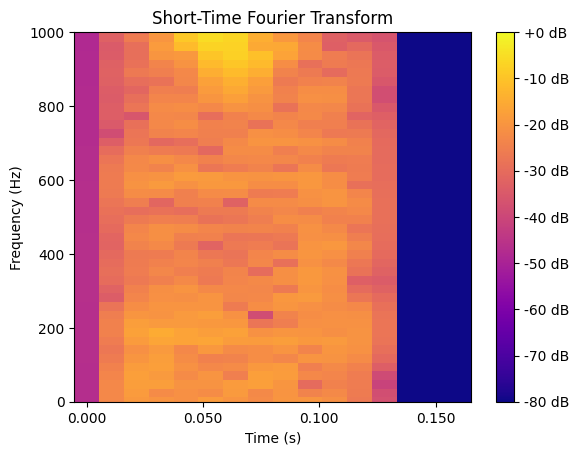 Short-Time Fourier Transform
1000
800
600
400
200
0
Frequency (Hz)
0.000
0.050
0.100
0.150
Time (s)
+0 dB
-10 dB
-20 dB
-30 dB
-40 dB
-50 dB
-60 dB
-70 dB
-80 dB